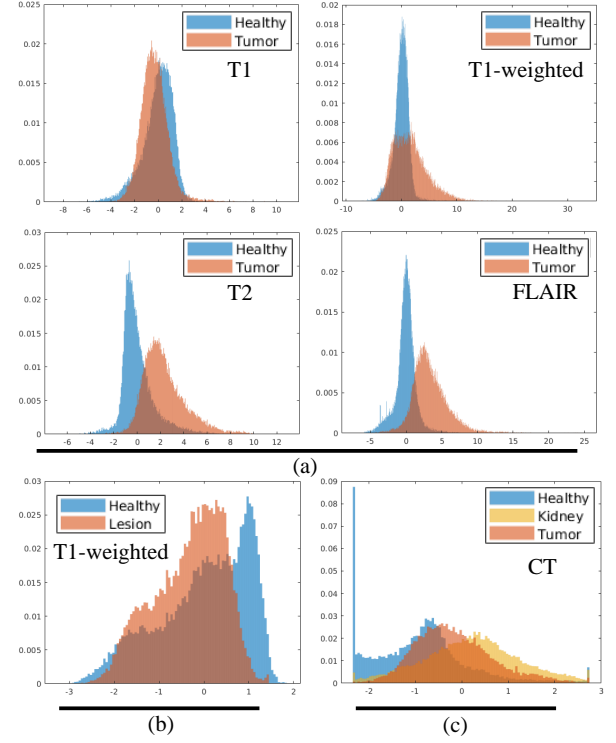 0.025
Healthy
Tumor
T1
0.02
0.015
0.01
0.005
0
-8 -6 -4 -2 0 2 4 6 8 10
0.02
Healthy
Tumor
T1-weighted
0.018
0.016
0.014
0.012
0.01
0.008
0.006
0.004
0.002
0
-10 0 10 20 30
0.03
Healthy
Tumor
T2
0.025
0.02
0.015
0.01
0.005
0
-6 -4 -2 0 2 4 6 8 10 12
0.025
Healthy
Tumor
FLAIR
0.02
0.015
0.01
0.005
0
-5 0 5 10 15 20 25
(a)
0.03
Healthy
Lesion
T1-weighted
0.025
0.02
0.015
0.01
0.005
0
-3 -2 -1 0 1 2
(b)
0.09
Healthy
Kidney
Tumor
CT
0.08
0.07
0.06
0.05
0.04
0.03
0.02
0.01
0
-2 -1 0 1 2 3
(c)